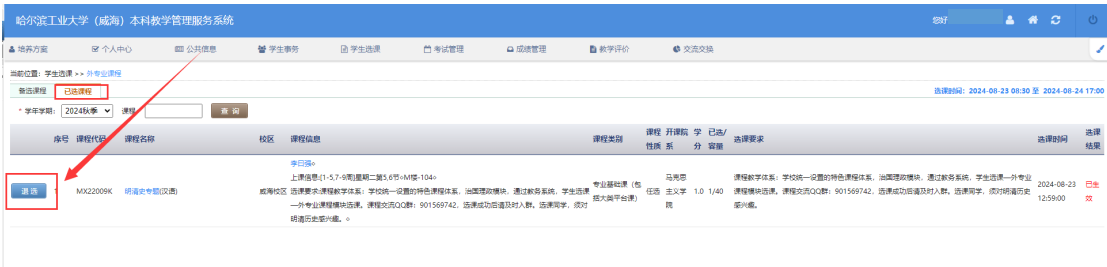 哈尔滨工业大学（威海）本科教学管理服务系统 您好
培养方案 个人中心 公共信息 学生事务 学生选课 考试管理 成绩管理 教学评价 交流交换
当前位置：学生选课 >> 外专业课程
备选课程 已选课程 选课时间：2024-08-23 08:30 至 2024-08-24 17:00
* 学年学期： 2024秋季 课程 查询
序号 课程代码 课程名称 校区 课程信息 课程类别 课程性质 开课院系 学分 已选/容量 选课要求 选课时间 选课结果
退选 1 MX22009K 明清史专题(汉语) 威海校区
李曰强◇
上课信息:[1-5,7-9周]星期二第5,6节◇M楼-104◇
选课要求:课程教学体系：学校统一设置的特色课程体系，治国理政模块，通过教务系统，学生选课
—外专业课程模块选课。课程交流QQ群：901569742，选课成功后请及时入群。选课同学，须对
明清历史感兴趣。◇
专业基础课（包
括大类平台课）
任选
马克思
主义学
院
1.0 1/40
课程教学体系：学校统一设置的特色课程体系，治国理政模块，通过教务系统，学生选课—外专业
课程模块选课。课程交流QQ群：901569742，选课成功后请及时入群。选课同学，须对明清历史
感兴趣。
2024-08-23
12:59:00
已生
效